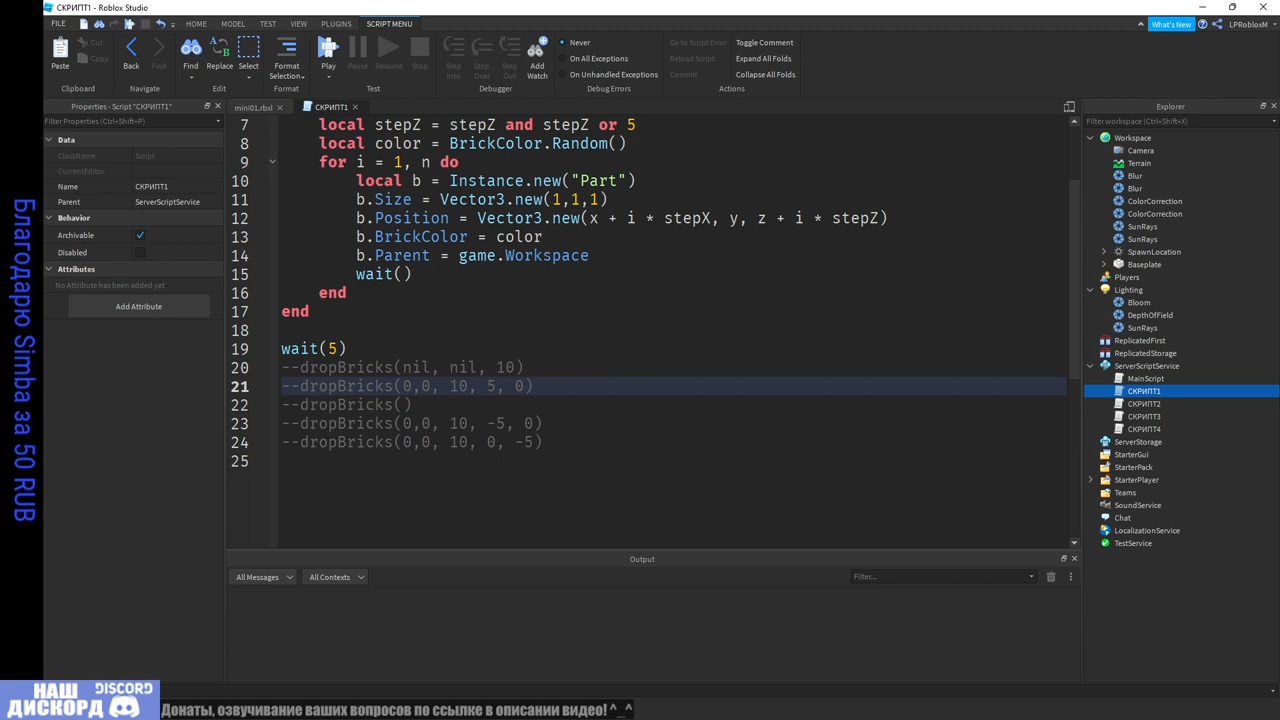 СКРИПТ1 - Roblox Studio
FILE HOME MODEL TEST VIEW PLUGINS SCRIPT MENU What's New LPRobloxM
Paste Cut Copy Back Fwd Find Replace Select Format Selection Play Pause Resume Stop Step Into Step Over Step Out Add Watch
Never
On All Exceptions
On Unhandled Exceptions
Go to Script Error
Reload Script
Commit
Toggle Comment
Expand All Folds
Collapse All Folds
Clipboard Navigate Edit Format Test Debugger Debug Errors Actions
Properties - Script "СКРИПТ1"
Filter Properties (Ctrl+Shift+P)
Data
ClassName Script
CurrentEditor
Name СКРИПТ1
Parent ServerScriptService
Behavior
Archivable
Disabled
Attributes
No Attribute has been added yet
Add Attribute
mini01.rbxl СКРИПТ1
7 local stepZ = stepZ and stepZ or 5
8 local color = BrickColor.Random()
9 for i = 1, n do
10 local b = Instance.new("Part")
11 b.Size = Vector3.new(1,1,1)
12 b.Position = Vector3.new(x + i * stepX, y, z + i * stepZ)
13 b.BrickColor = color
14 b.Parent = game.Workspace
15 wait()
16 end
17 end
18
19 wait(5)
20 --dropBricks(nil, nil, 10)
21 --dropBricks(0,0, 10, 5, 0)
22 --dropBricks()
23 --dropBricks(0,0, 10, -5, 0)
24 --dropBricks(0,0, 10, 0, -5)
25
Output
All Messages All Contexts Filter...
Explorer
Filter workspace (Ctrl+Shift+X)
Workspace
Camera
Terrain
Blur
Blur
ColorCorrection
ColorCorrection
SunRays
SunRays
SpawnLocation
Baseplate
Players
Lighting
Bloom
DepthOfField
SunRays
ReplicatedFirst
ReplicatedStorage
ServerScriptService
MainScript
СКРИПТ1
СКРИПТ2
СКРИПТ3
СКРИПТ4
ServerStorage
StarterGui
StarterPack
StarterPlayer
Teams
SoundService
Chat
LocalizationService
TestService
Благодарю Simba за 50 RUB
НАШ DISCORD
ДИСКОРД
Донаты, озвучивание ваших вопросов по ссылке в описании видео! ^_^